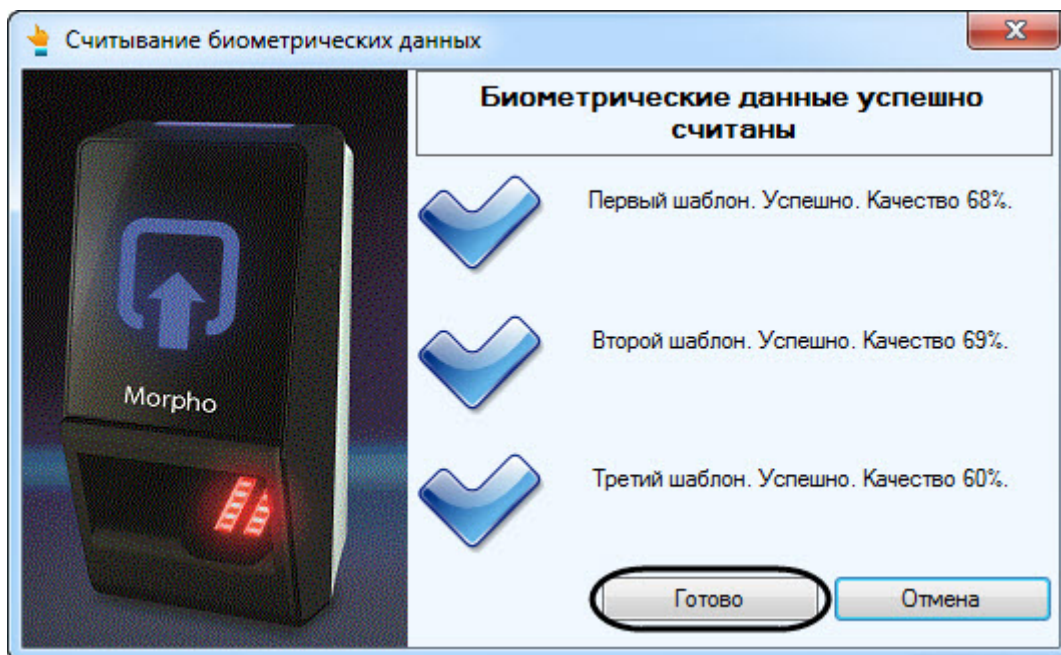 Считывание биометрических данных
Биометрические данные успешно
считаны
Первый шаблон. Успешно. Качество 68%.
Второй шаблон. Успешно. Качество 69%.
Morpho
Третий шаблон. Успешно. Качество 60%.
Готово
Отмена